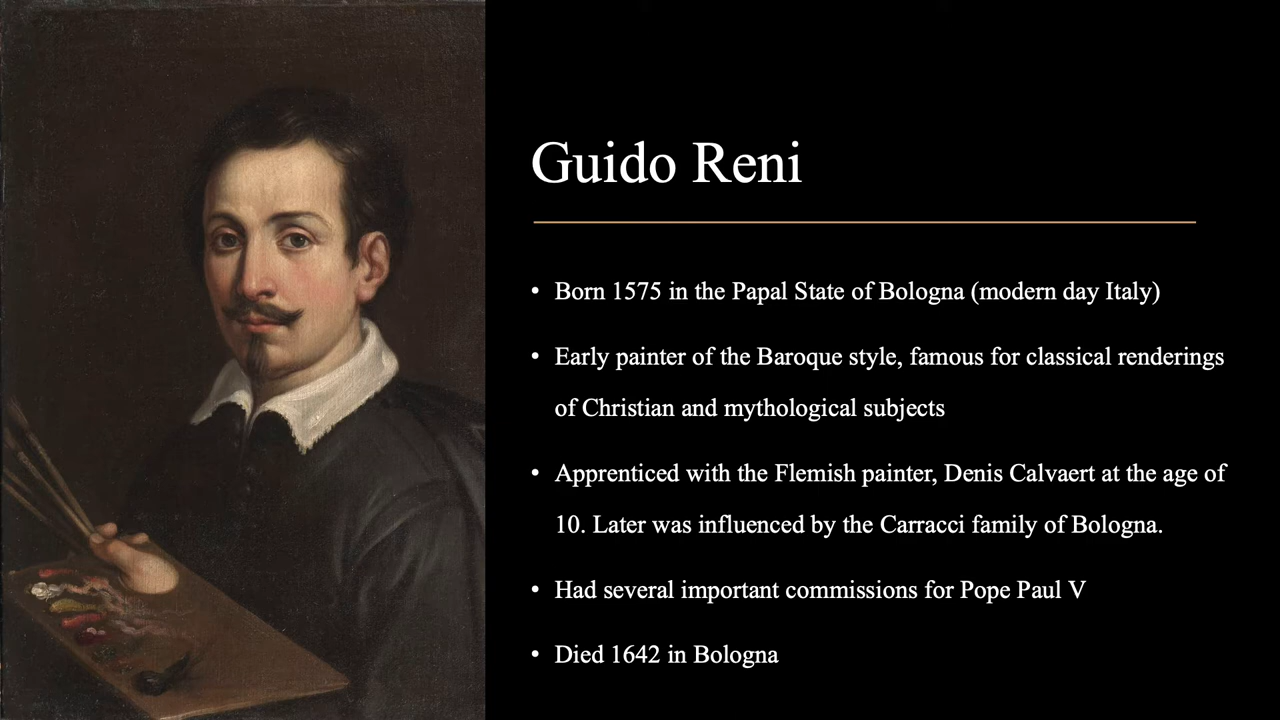 Guido Reni
• Born 1575 in the Papal State of Bologna (modern day Italy)
• Early painter of the Baroque style, famous for classical renderings
of Christian and mythological subjects
• Apprenticed with the Flemish painter, Denis Calvaert at the age of
10. Later was influenced by the Carracci family of Bologna.
• Had several important commissions for Pope Paul V
• Died 1642 in Bologna